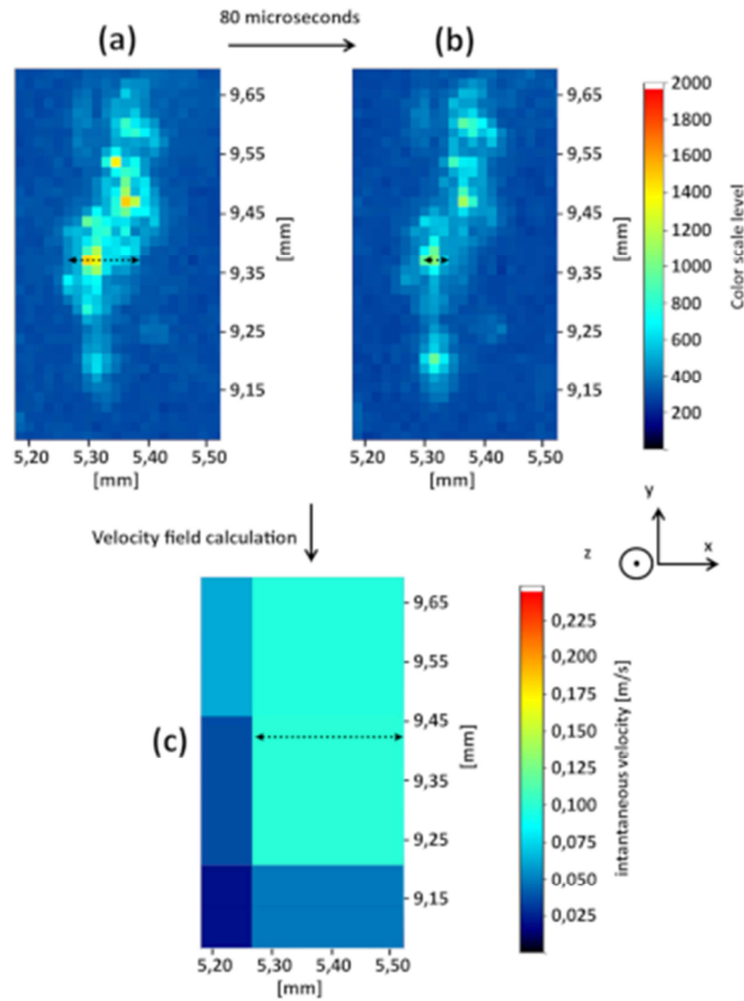 80 microseconds
(a)
(b)
9,65
9,55
9,45
9,35
9,25
9,15
[mm]
5,20 5,30 5,40 5,50
[mm]
9,65
9,55
9,45
9,35
9,25
9,15
[mm]
5,20 5,30 5,40 5,50
[mm]
2000
1800
1600
1400
1200
1000
800
600
400
200
Color scale level
Velocity field calculation
y
x
z
(c)
9,65
9,55
9,45
9,35
9,25
9,15
[mm]
5,20 5,30 5,40 5,50
[mm]
0,225
0,200
0,175
0,150
0,125
0,100
0,075
0,050
0,025
intantaneous velocity [m/s]